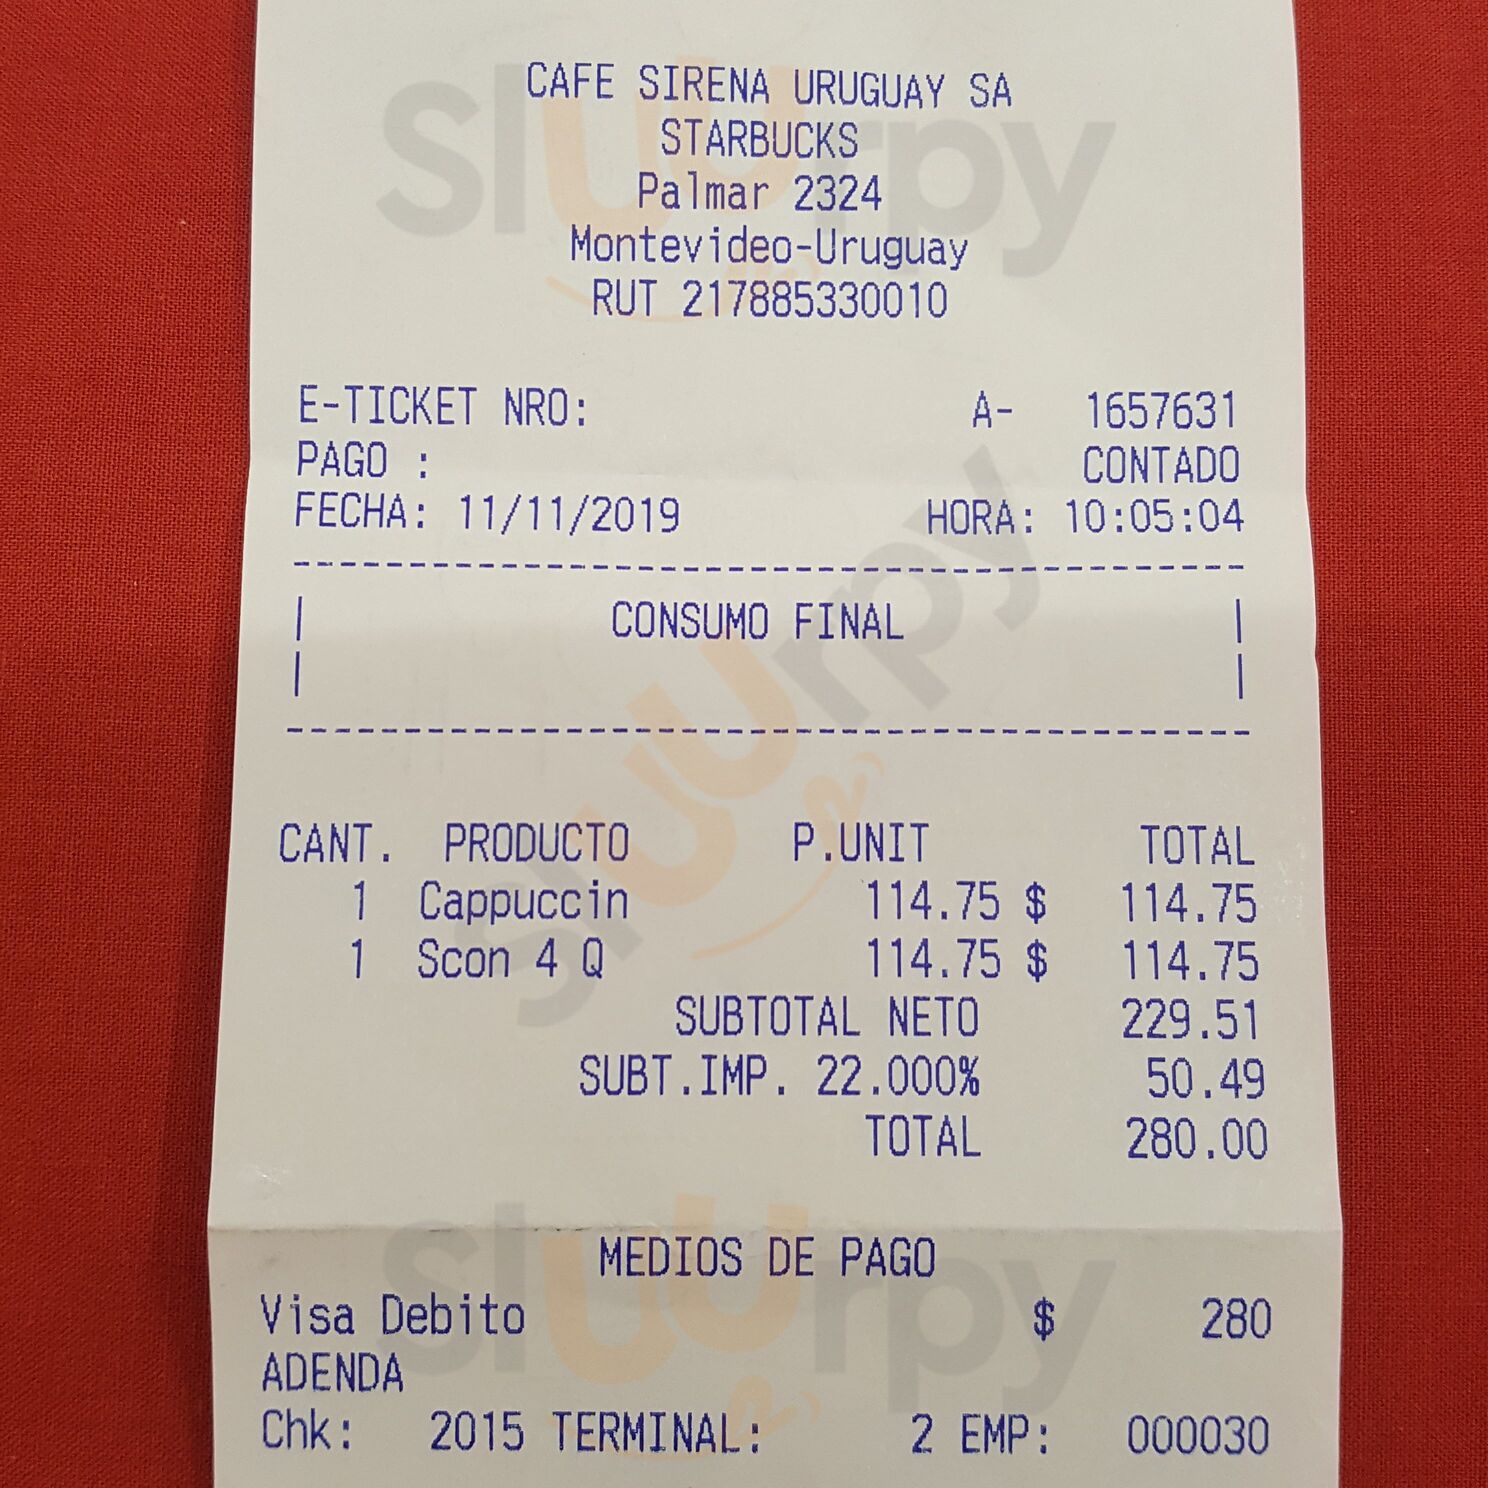 CAFE SIRENA URUGUAY SA
STARBUCKS
Palmar 2324
Montevideo-Uruguay
RUT 217885330010
E-TICKET NRO: A- 1657631
PAGO : CONTADO
FECHA: 11/11/2019 HORA: 10:05:04
CONSUMO FINAL
CANT. PRODUCTO P.UNIT TOTAL
1 Cappuccin 114.75 $ 114.75
1 Scon 4 Q 114.75 $ 114.75
SUBTOTAL NETO 229.51
SUBT.IMP. 22.000% 50.49
TOTAL 280.00
MEDIOS DE PAGO
Visa Debito $ 280
ADENDA
Chk: 2015 TERMINAL: 2 EMP: 000030
Sluurpy
Sluurpy
Sluurpy